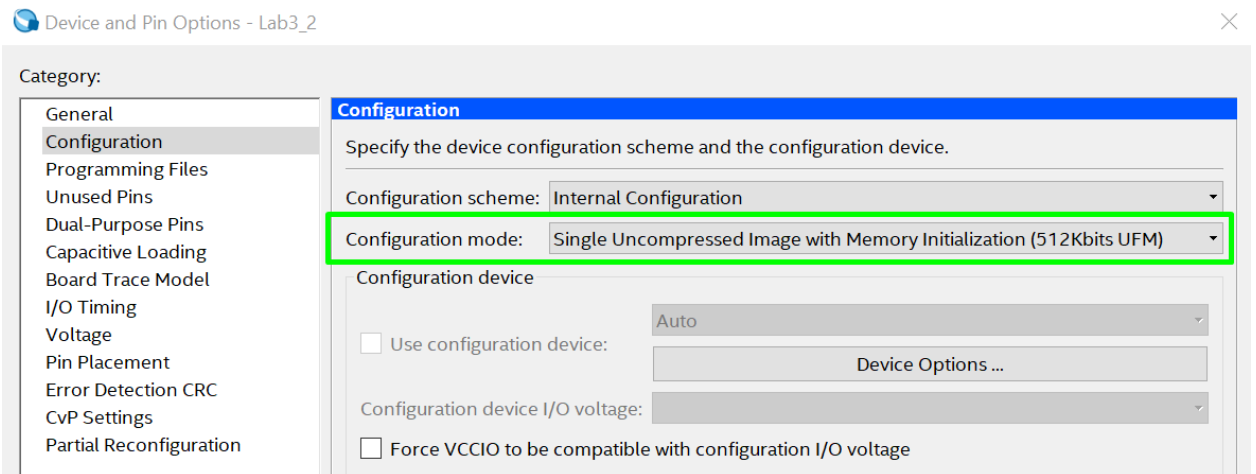 Device and Pin Options - Lab3_2
Category:
General
Configuration
Programming Files
Unused Pins
Dual-Purpose Pins
Capacitive Loading
Board Trace Model
I/O Timing
Voltage
Pin Placement
Error Detection CRC
CvP Settings
Partial Reconfiguration
Configuration
Specify the device configuration scheme and the configuration device.
Configuration scheme: Internal Configuration
Configuration mode: Single Uncompressed Image with Memory Initialization (512Kbits UFM)
Configuration device
Auto
Use configuration device:
Device Options ...
Configuration device I/O voltage:
Force VCCIO to be compatible with configuration I/O voltage